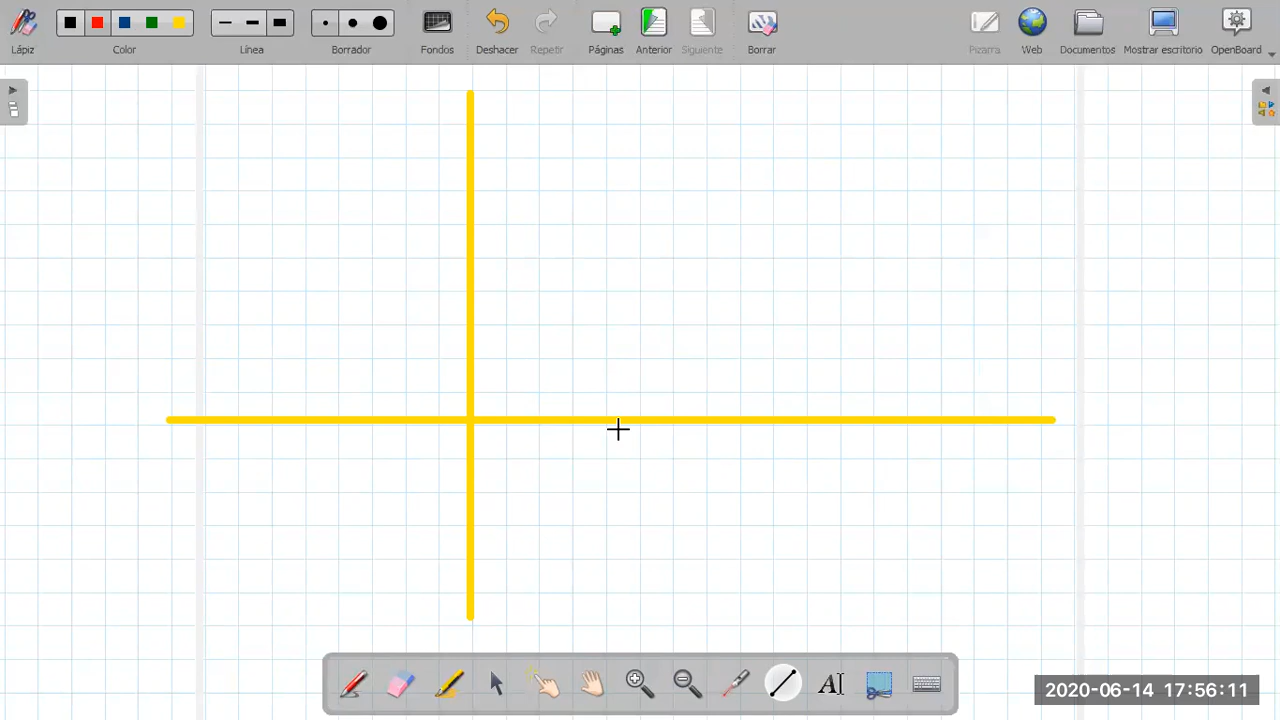 Lápiz
Color
Línea
Borrador
Fondos
Deshacer
Repetir
Páginas
Anterior
Siguiente
Borrar
Pizarra
Web
Documentos
Mostrar escritorio
OpenBoard
AI
2020-06-14 17:56:11